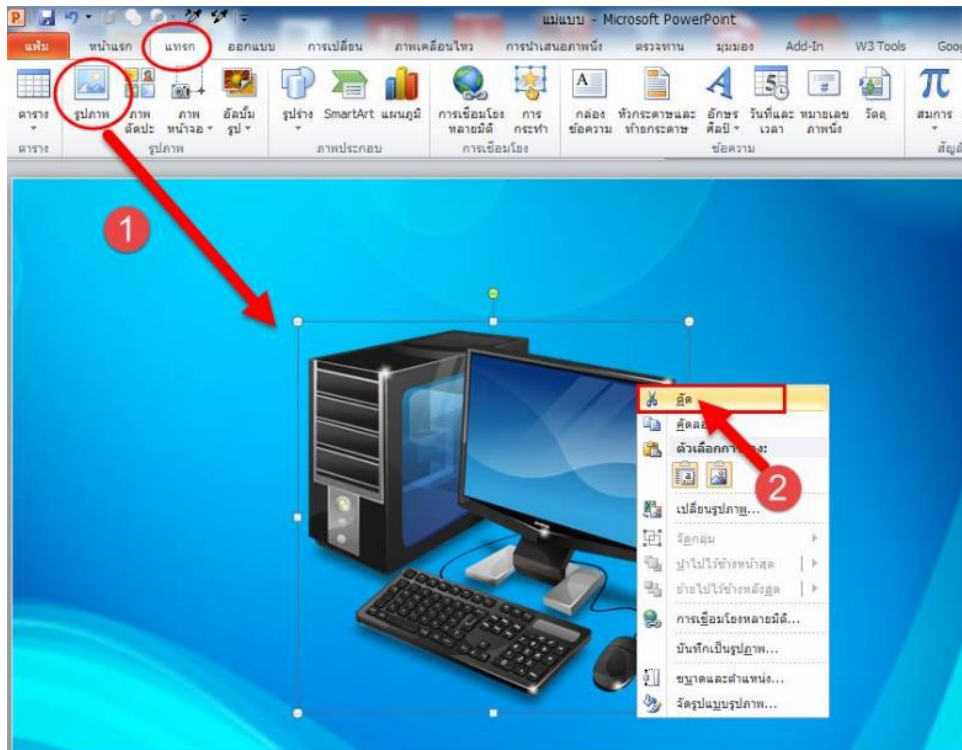 แม่แบบ - Microsoft PowerPoint
แฟ้ม หน้าแรก แทรก ออกแบบ การเปลี่ยน ภาพเคลื่อนไหว การนำเสนอภาพนิ่ง ตรวจทาน มุมมอง Add-In W3 Tools
ตาราง รูปภาพ ภาพ ภาพ อัลบั้ม รูปร่าง SmartArt แผนภูมิ การเชื่อมโยง การ กล่อง หัวกระดาษและ อักษร วันที่และ หมายเลข วัตถุ สมการ
ตัดปะ หน้าจอ รูป หลายมิติ กระทำ ข้อความ ท้ายกระดาษ ศิลป์ เวลา ภาพนิ่ง
ตาราง รูปภาพ ภาพประกอบ การเชื่อมโยง ข้อความ
1
ตัด
2
เปลี่ยนรูปภาพ...
จัดกลุ่ม
นำไปไว้ข้างหน้าสุด
ย้ายไปไว้ข้างหลังสุด
การเชื่อมโยงหลายมิติ...
บันทึกเป็นรูปภาพ...
ขนาดและตำแหน่ง...
จัดรูปแบบรูปภาพ...